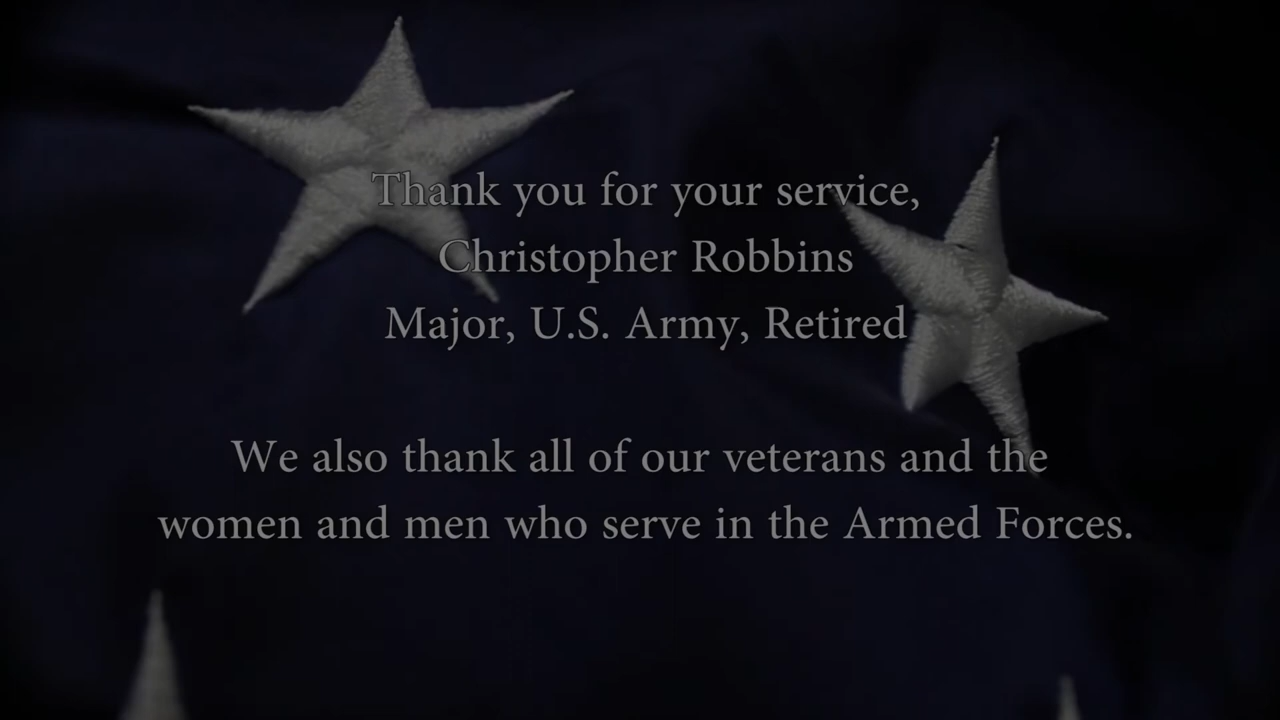 Thank you for your service,
Christopher Robbins
Major, U.S. Army, Retired
We also thank all of our veterans and the
women and men who serve in the Armed Forces.